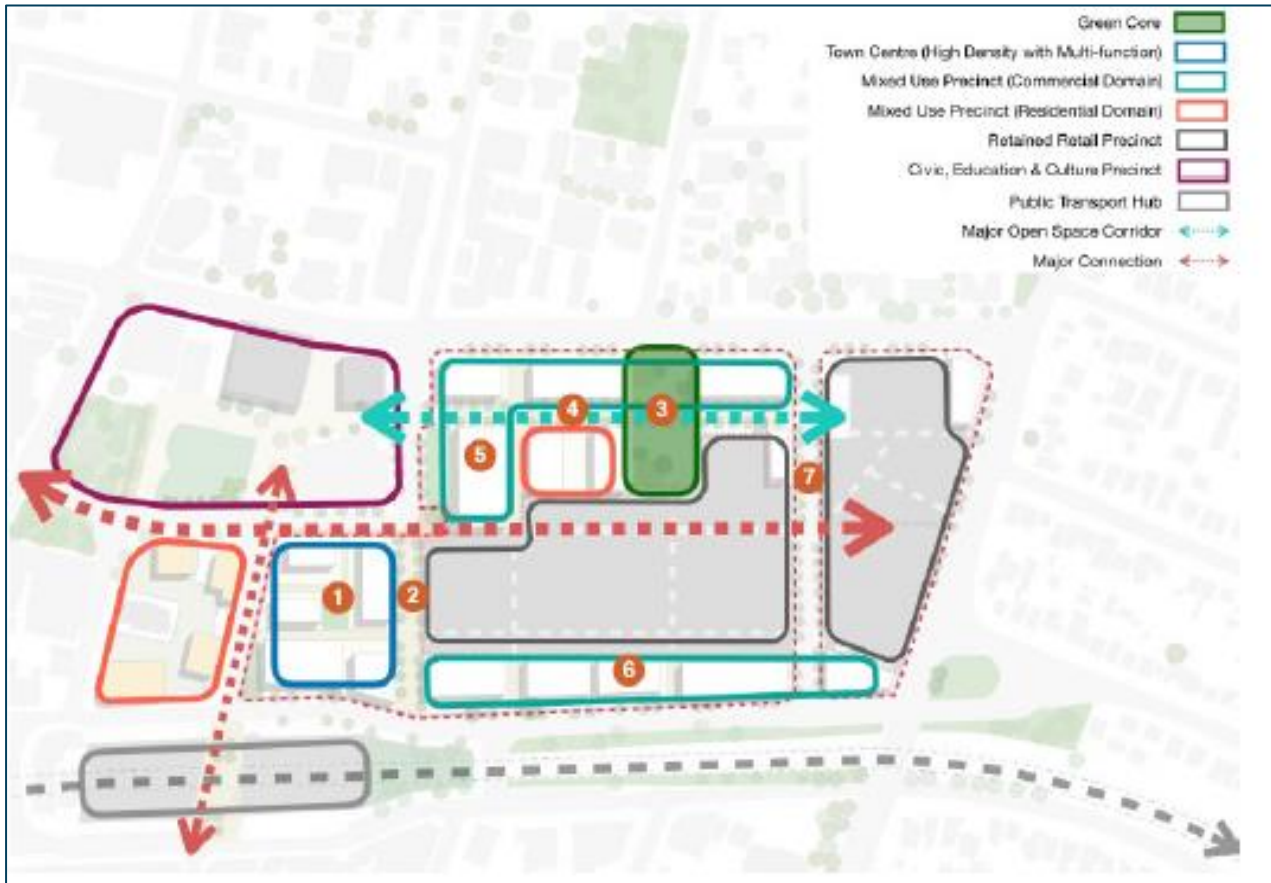 Green Core
Town Centre (High Density with Multi-function)
Mixed Use Precinct (Commercial Domain)
Mixed Use Precinct (Residential Domain)
Retained Retail Precinct
Civic, Education & Culture Precinct
Public Transport Hub
Major Open Space Corridor
Major Connection
3
4
5
7
1
2
6